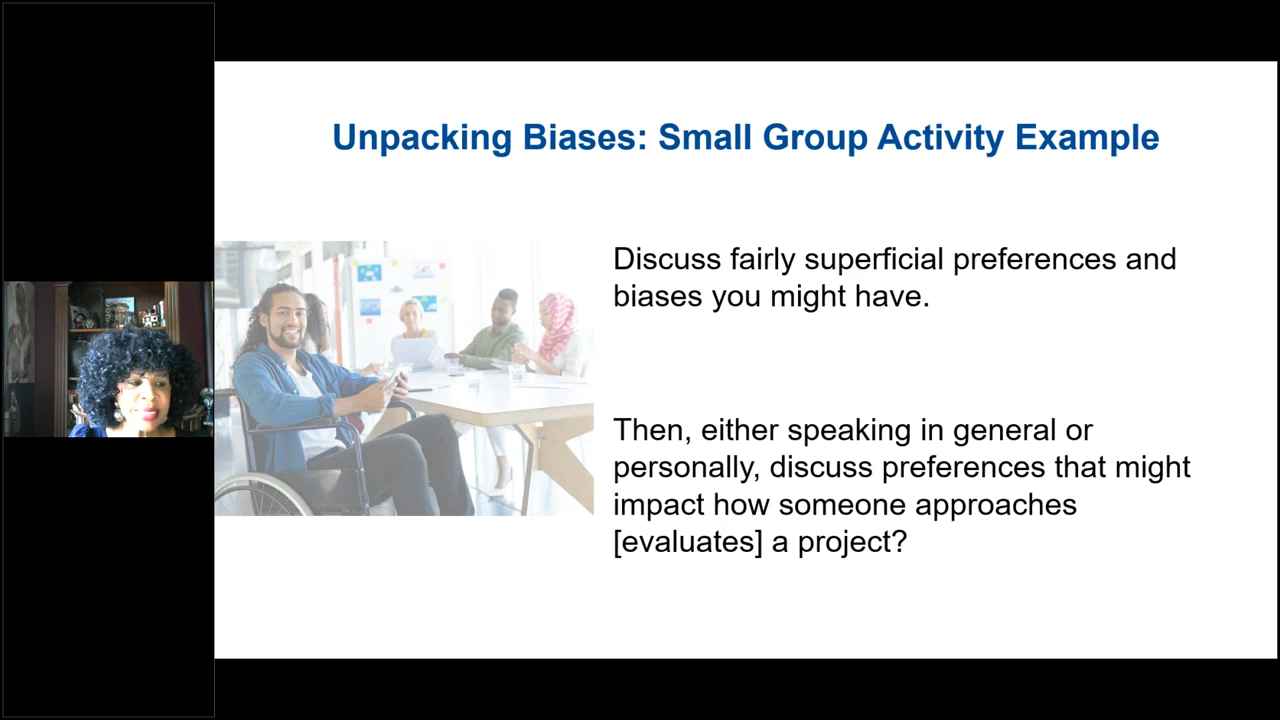 Unpacking Biases: Small Group Activity Example
Discuss fairly superficial preferences and
biases you might have.
Then, either speaking in general or
personally, discuss preferences that might
impact how someone approaches
[evaluates] a project?